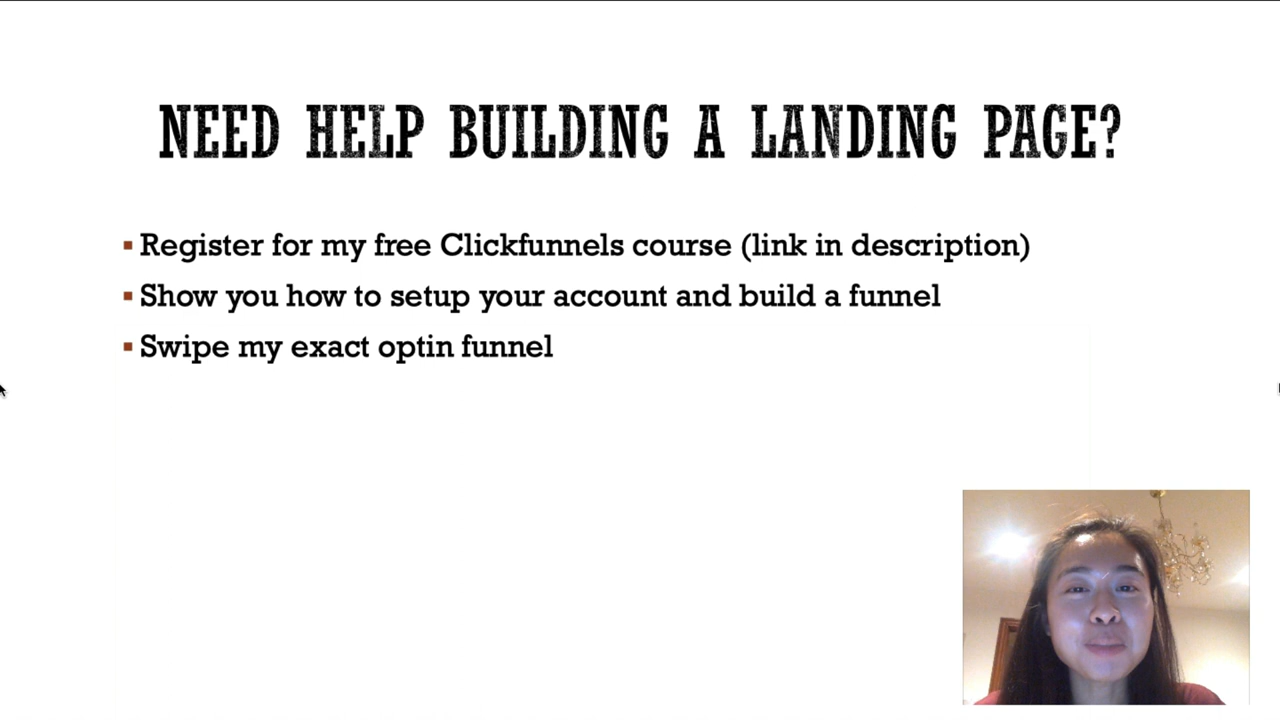 NEED HELP BUILDING A LANDING PAGE?
Register for my free Clickfunnels course (link in description)
Show you how to setup your account and build a funnel
Swipe my exact optin funnel